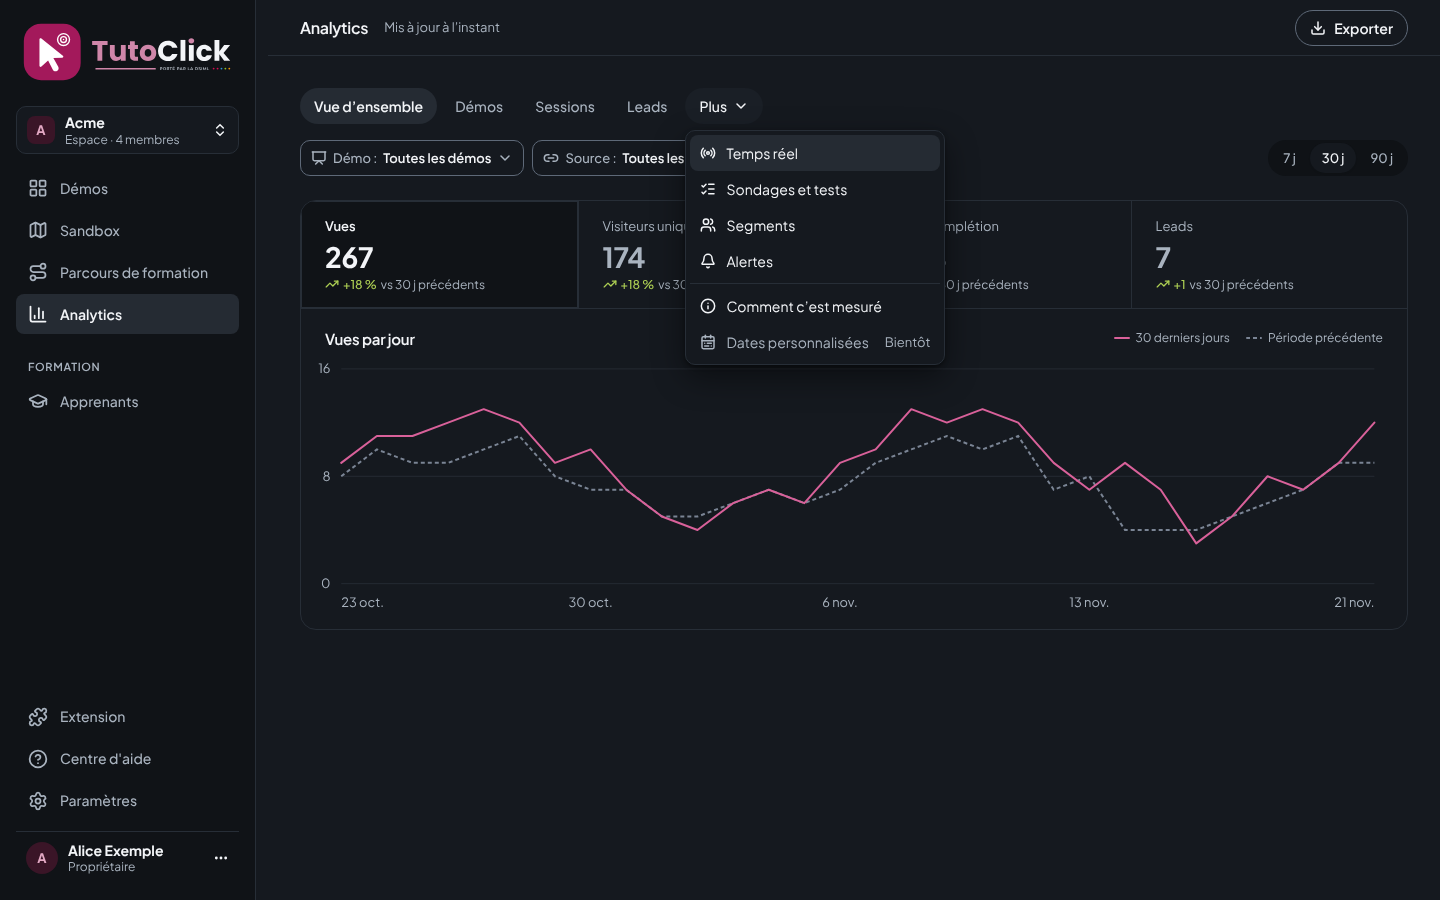 TutoClick
PORTÉ PAR LA DSIML
Acme
Espace · 4 membres
A
Démos
Sandbox
Parcours de formation
Analytics
FORMATION
Apprenants
Extension
Centre d'aide
Paramètres
A
Alice Exemple
Propriétaire
Analytics
Mis à jour à l’instant
Exporter
Vue d’ensemble
Démos
Sessions
Leads
Plus
Démo : Toutes les démos
Source : Toutes les
7 j
30 j
90 j
Temps réel
Sondages et tests
Segments
Alertes
Comment c’est mesuré
Dates personnalisées
Bientôt
Vues
267
+18 % vs 30 j précédents
Visiteurs
174
+18 % vs
précédents
Leads
7
+1 vs 30 j précédents
Vues par jour
30 derniers jours
Période précédente
16
8
0
23 oct.
30 oct.
6 nov.
13 nov.
21 nov.